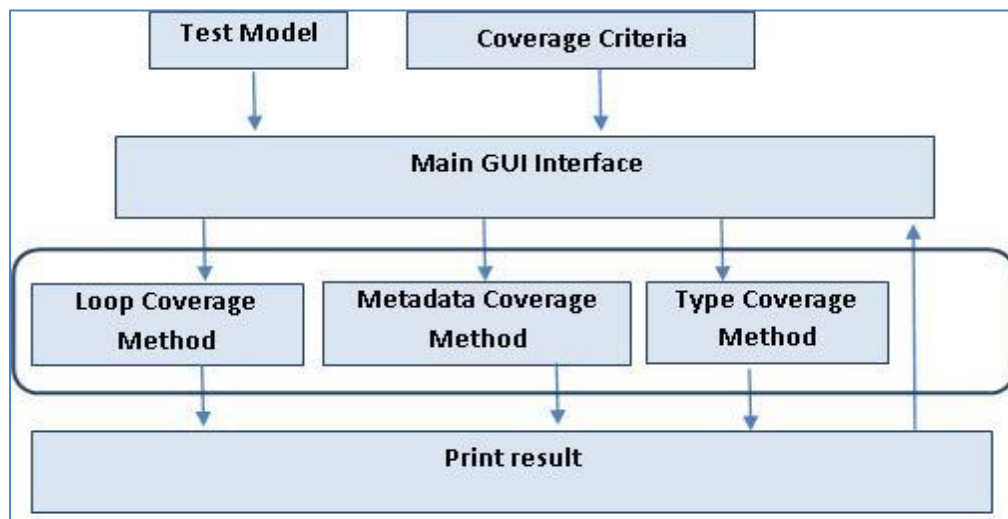 Test Model
Coverage Criteria
Main GUI Interface
Loop Coverage
Method
Metadata Coverage
Method
Type Coverage
Method
Print result